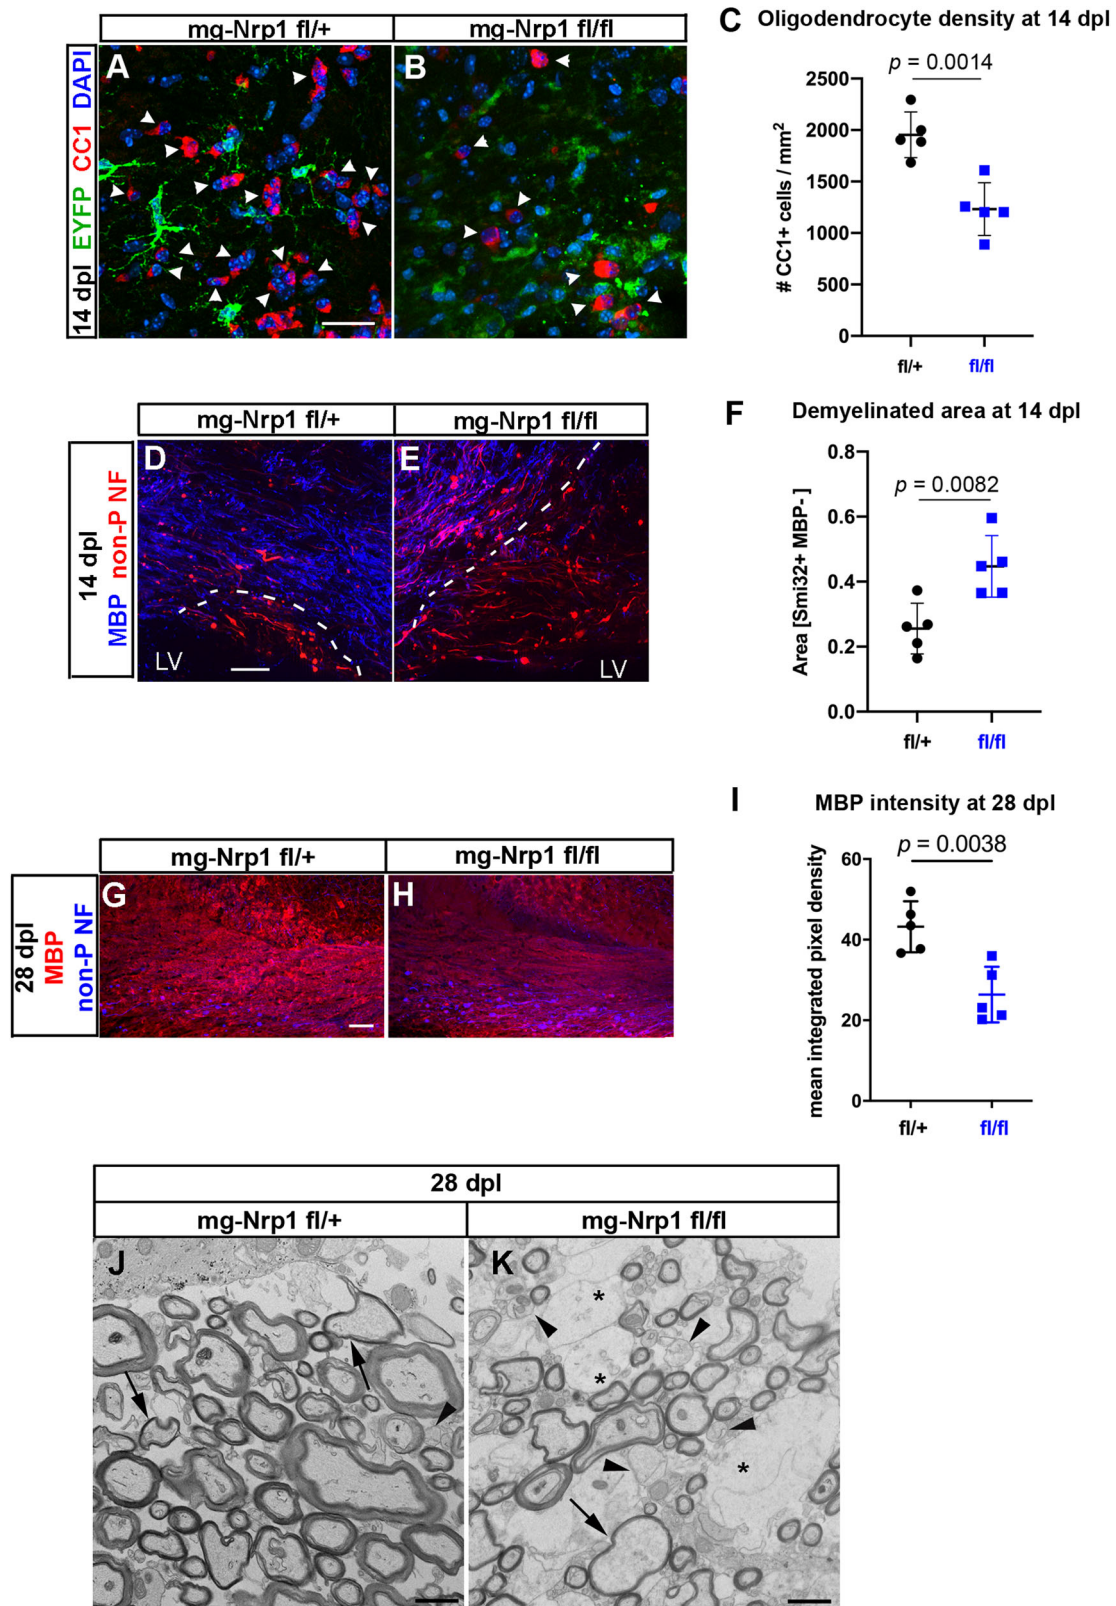 mg-Nrp1 fl/+
mg-Nrp1 fl/fl
14 dpl EYFP CC1 DAPI
A
B
C Oligodendrocyte density at 14 dpl
p = 0.0014
# CC1+ cells / mm2
2500
2000
1500
1000
500
0
fl/+
fl/fl
mg-Nrp1 fl/+
mg-Nrp1 fl/fl
14 dpl
MBP non-P NF
D
LV
E
LV
F Demyelinated area at 14 dpl
p = 0.0082
Area [Smi32+ MBP- ]
0.8
0.6
0.4
0.2
0.0
fl/+
fl/fl
mg-Nrp1 fl/+
mg-Nrp1 fl/fl
28 dpl
MBP
non-P NF
G
H
I MBP intensity at 28 dpl
p = 0.0038
mean integrated pixel density
60
40
20
0
fl/+
fl/fl
28 dpl
mg-Nrp1 fl/+
mg-Nrp1 fl/fl
J
K
*
*
*